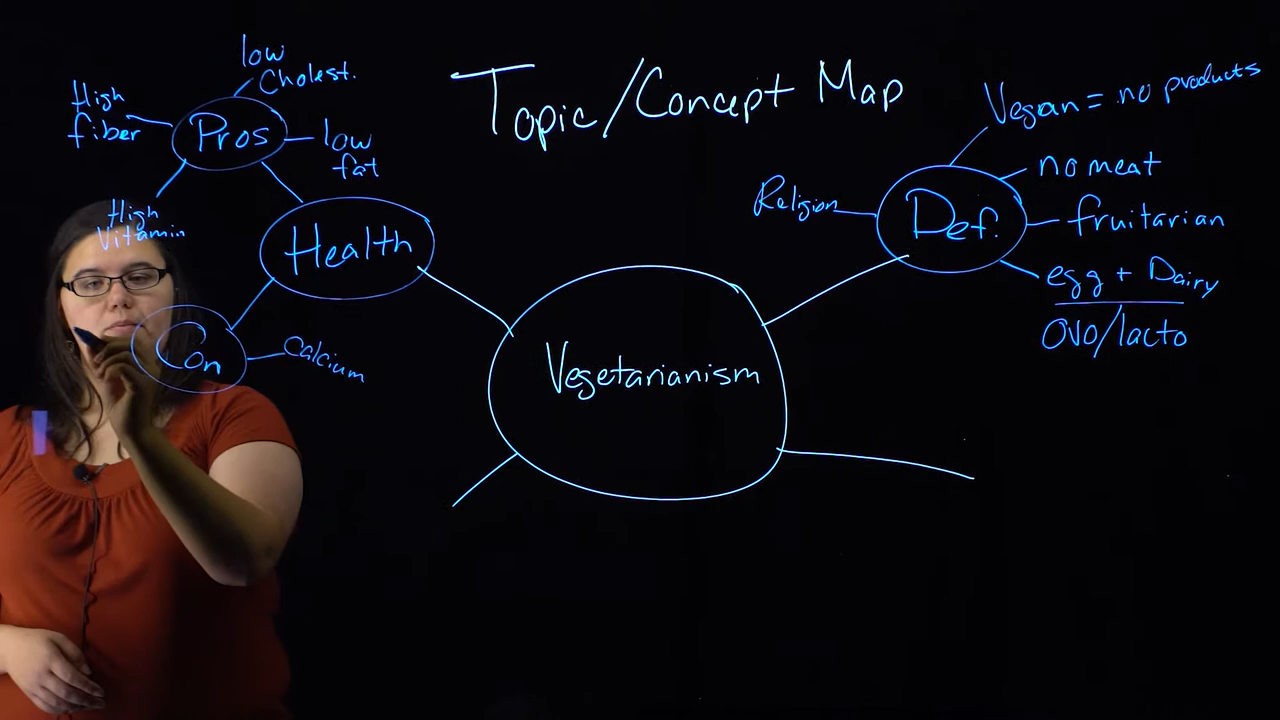 Topic/Concept Map
low
Cholest.
High
fiber
Pros
low
fat
High
Vitamin
Health
Con
Calcium
Vegetarianism
Religion
Def.
Vegan = no products
no meat
fruitarian
egg + Dairy
ovo/lacto